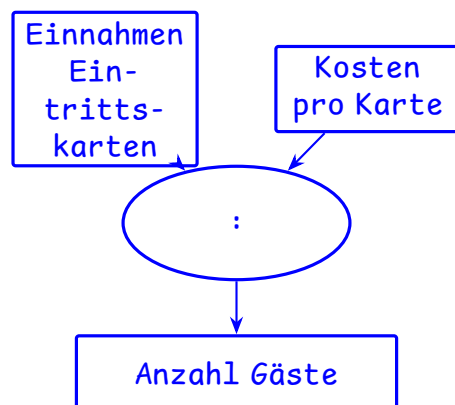 Einnahmen
Ein-
tritts-
karten
Kosten
pro Karte
:
Anzahl Gäste